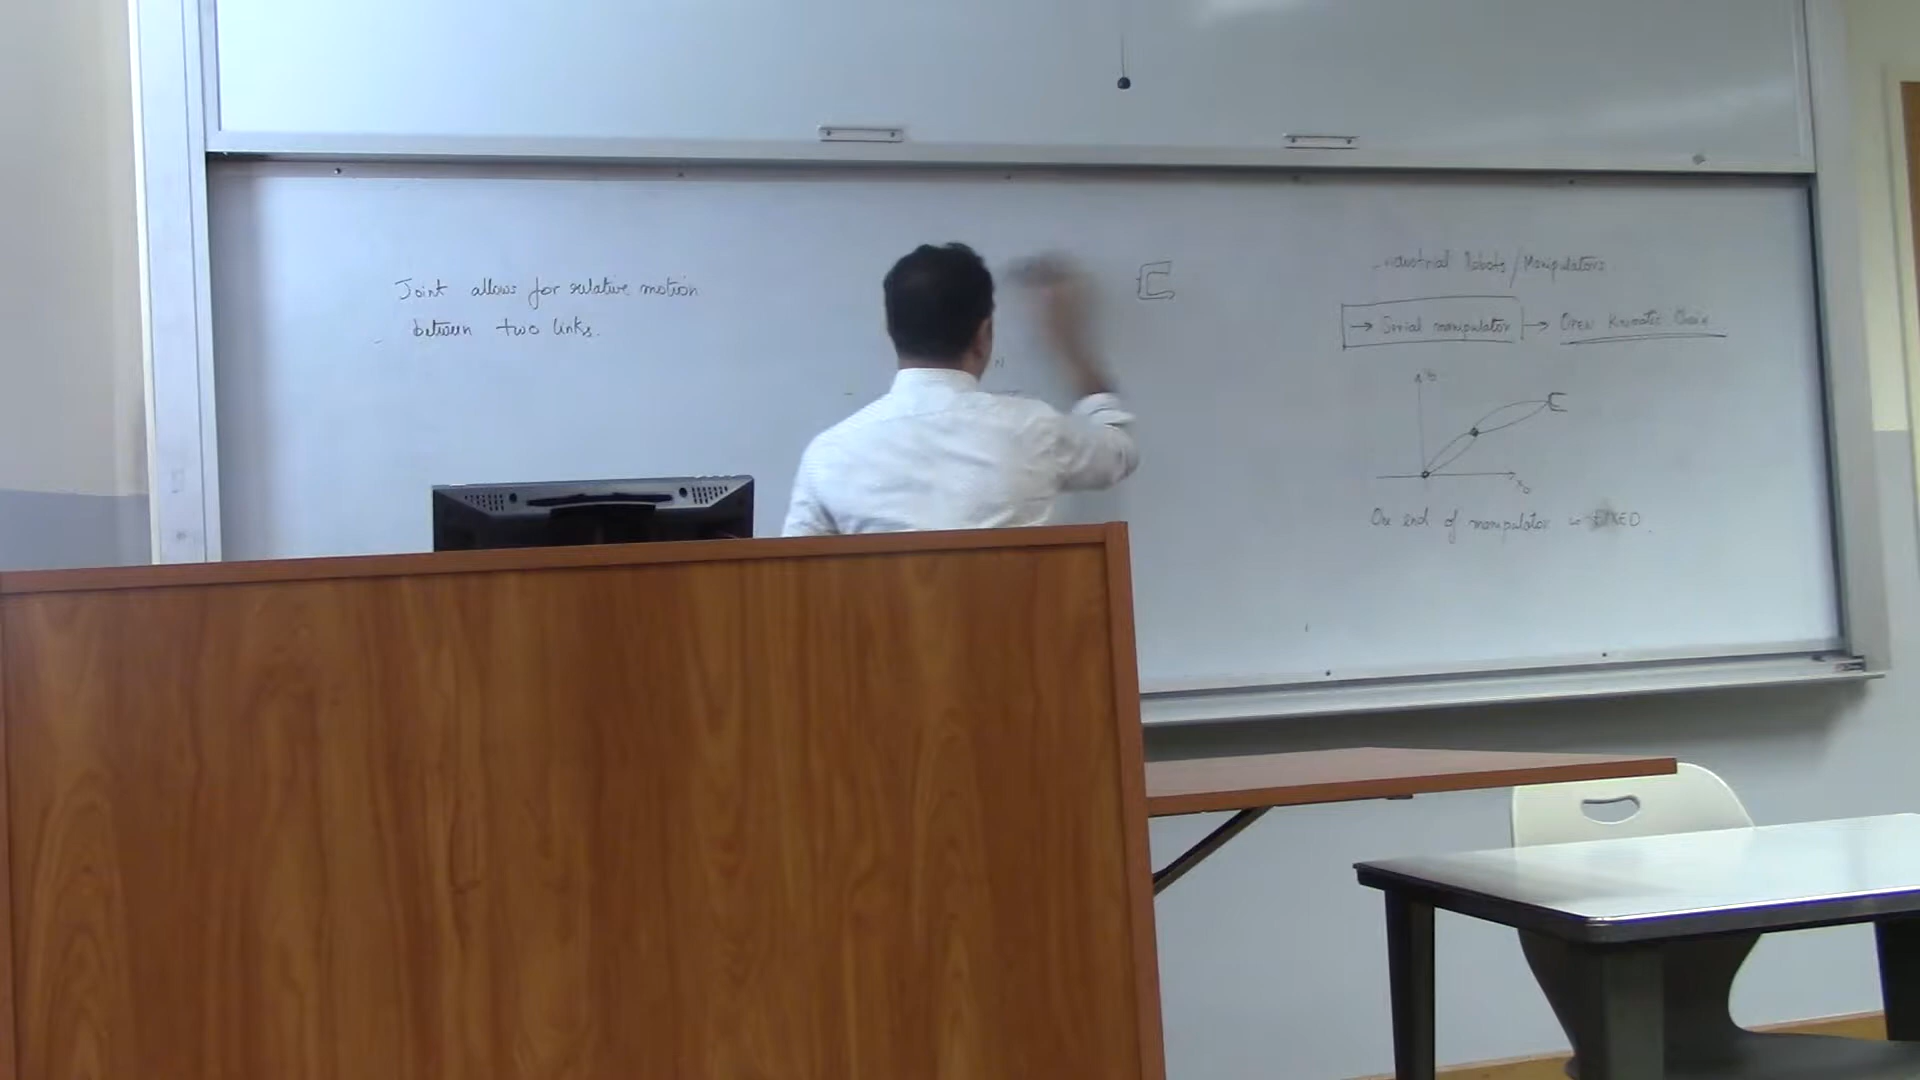 Joint allows for relative motion
between two links.
N
Industrial Robots/Manipulators
→ Serial manipulator → OPEN Kinematic Chain
x₀
One end of manipulator is FIXED.